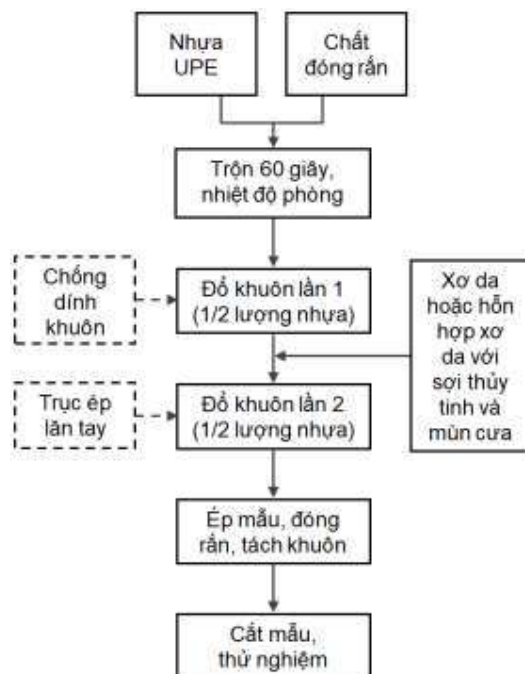 Nhựa
UPE
Chất
đóng rắn
Trộn 60 giây,
nhiệt độ phòng
Chống
dính
khuôn
Đổ khuôn lần 1
(1/2 lượng nhựa)
Xơ da
hoặc hỗn
hợp xơ
da với
sợi thủy
tinh và
mùn cưa
Trục ép
lăn tay
Đổ khuôn lần 2
(1/2 lượng nhựa)
Ép mẫu, đóng
rắn, tách khuôn
Cắt mẫu,
thử nghiệm